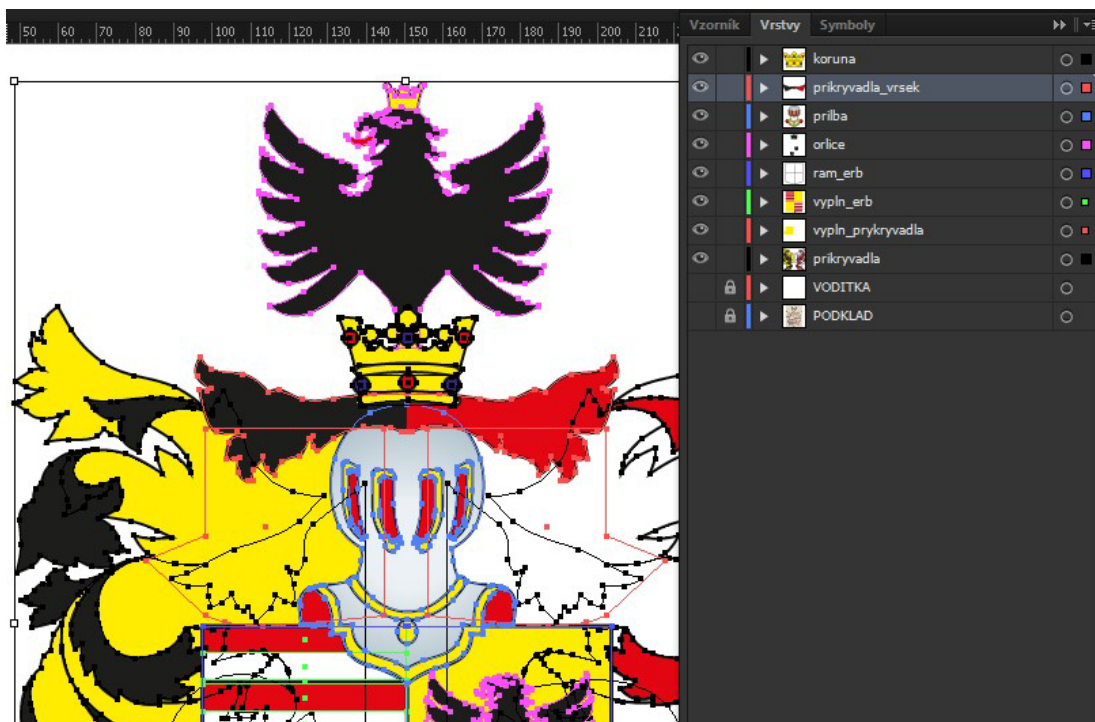 Vzorník Vrstvy Symboly
50 60 70 80 90 100 110 120 130 140 150 160 170 180 190 200 210
koruna
prikryvadla_vrsek
prilba
orlice
ram_erb
vypln_erb
vypln_prykryvadla
prikryvadla
VODITKA
PODKLAD